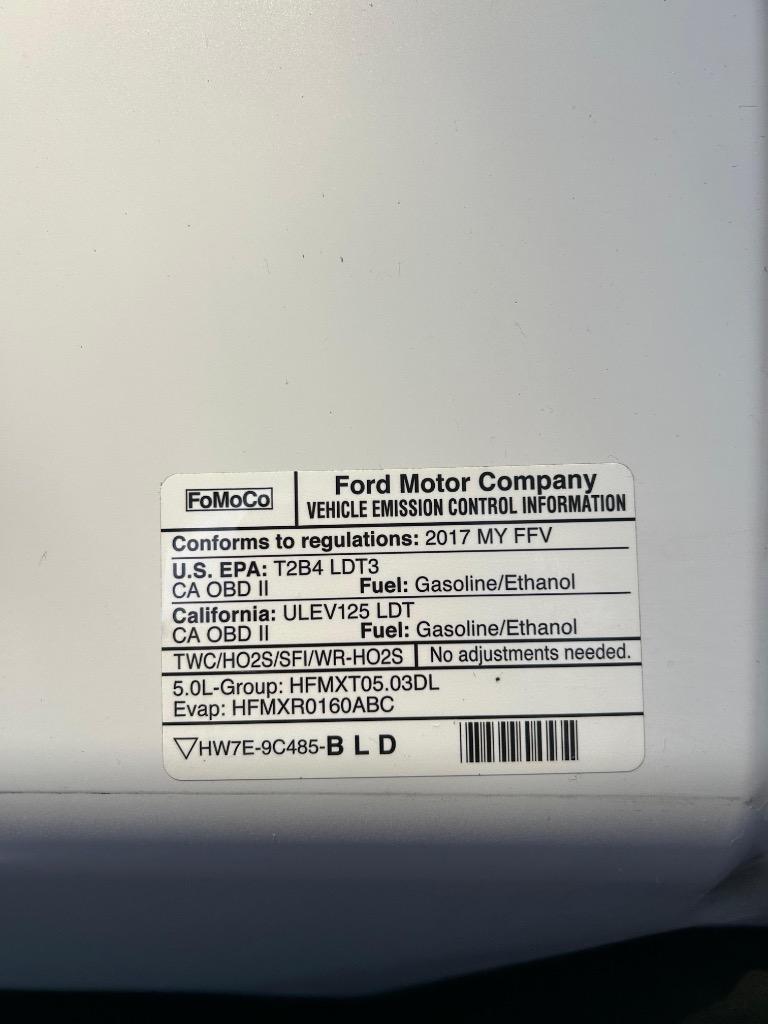 FoMoCo
Ford Motor Company
VEHICLE EMISSION CONTROL INFORMATION
Conforms to regulations: 2017 MY FFV
U.S. EPA: T2B4 LDT3
CA OBD II Fuel: Gasoline/Ethanol
California: ULEV125 LDT
CA OBD II Fuel: Gasoline/Ethanol
TWC/HO2S/SFI/WR-HO2S No adjustments needed.
5.0L-Group: HFMXT05.03DL
Evap: HFMXR0160ABC
▽HW7E-9C485-B L D